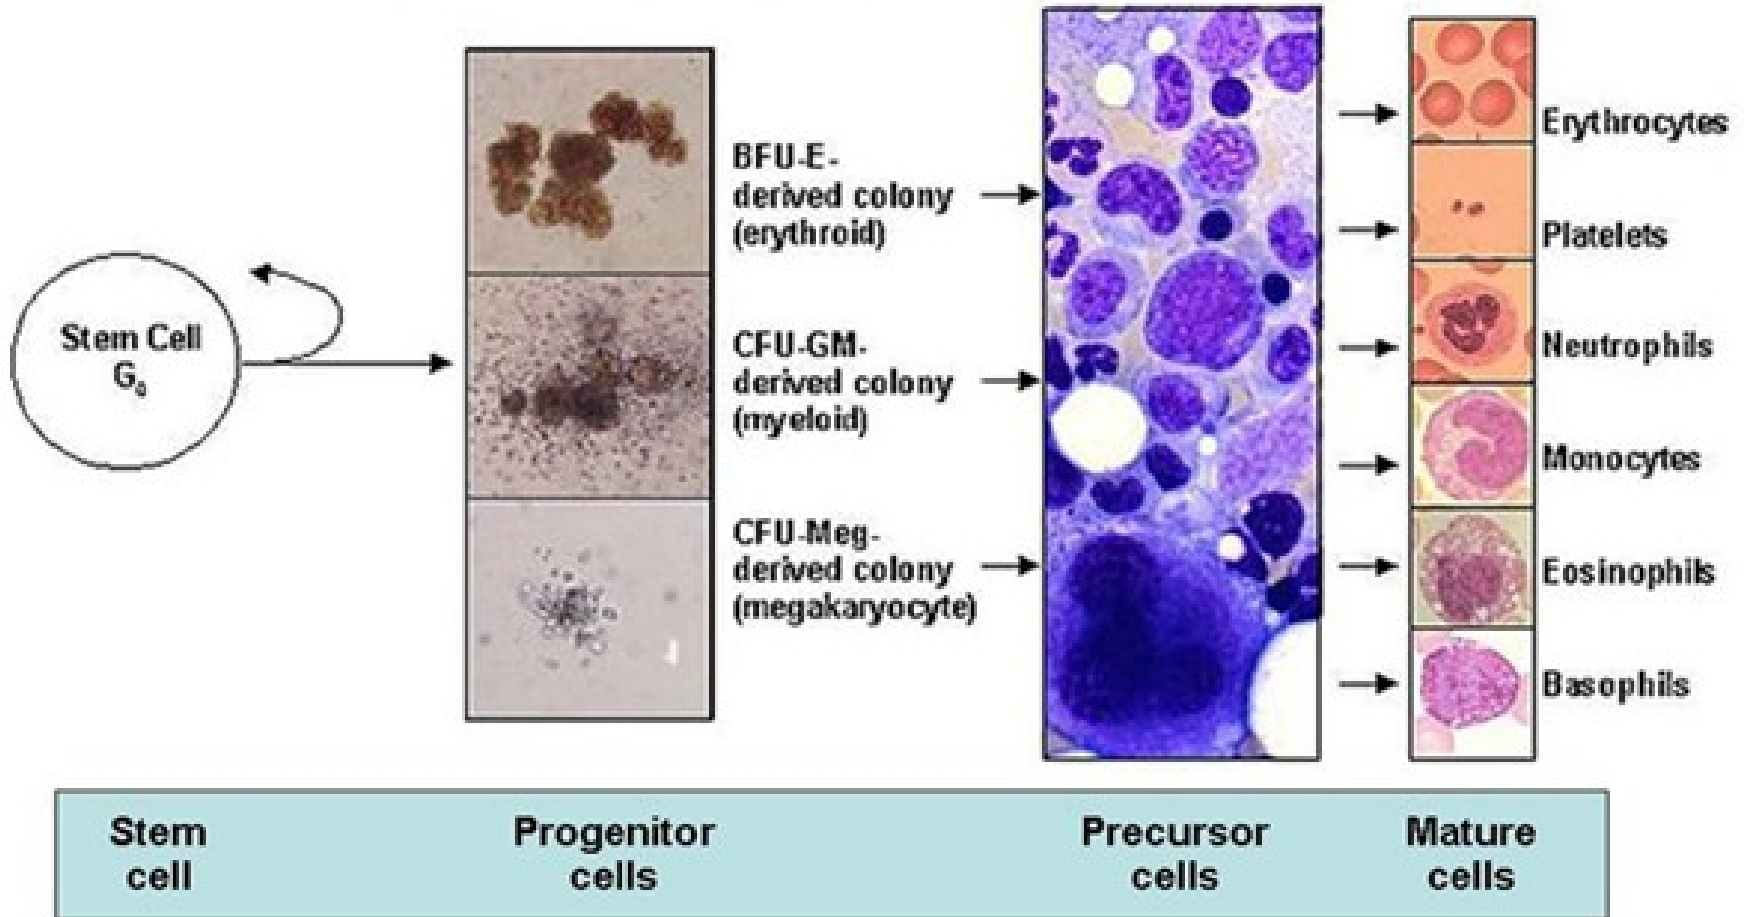 Stem Cell
G₀
BFU-E-
derived colony
(erythroid)
CFU-GM-
derived colony
(myeloid)
CFU-Meg-
derived colony
(megakaryocyte)
Erythrocytes
Platelets
Neutrophils
Monocytes
Eosinophils
Basophils
Stem
cell
Progenitor
cells
Precursor
cells
Mature
cells